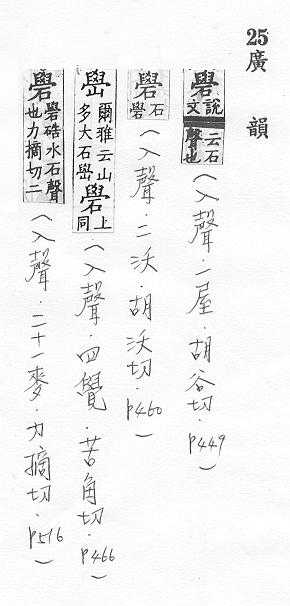 25廣韻
礐說文云石聲也(入聲.一屋.胡谷切.p449)
礐石礐(入聲.二沃.胡沃切.p460)
嶨爾雅云山多大石嶨礐上同(入聲.四覺.苦角切.p466)
礐礐硞水石聲也力摘切二(入聲.二十一麥.力摘切.p516)